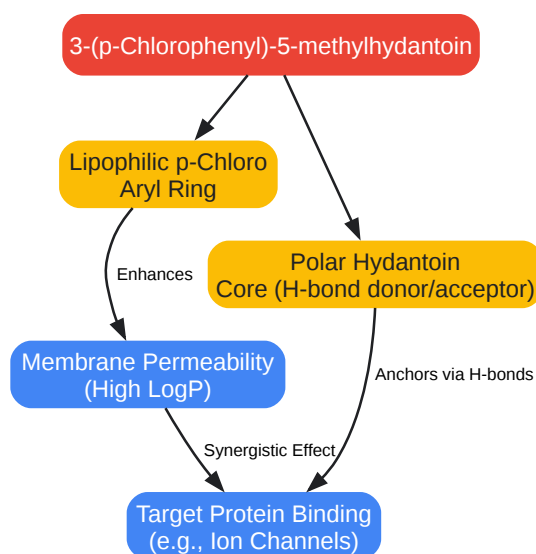 3-(p-Chlorophenyl)-5-methylhydantoin
Lipophilic p-Chloro
Aryl Ring
Polar Hydantoin
Core (H-bond donor/acceptor)
Enhances
Membrane Permeability
(High LogP)
Anchors via H-bonds
Synergistic Effect
Target Protein Binding
(e.g., Ion Channels)